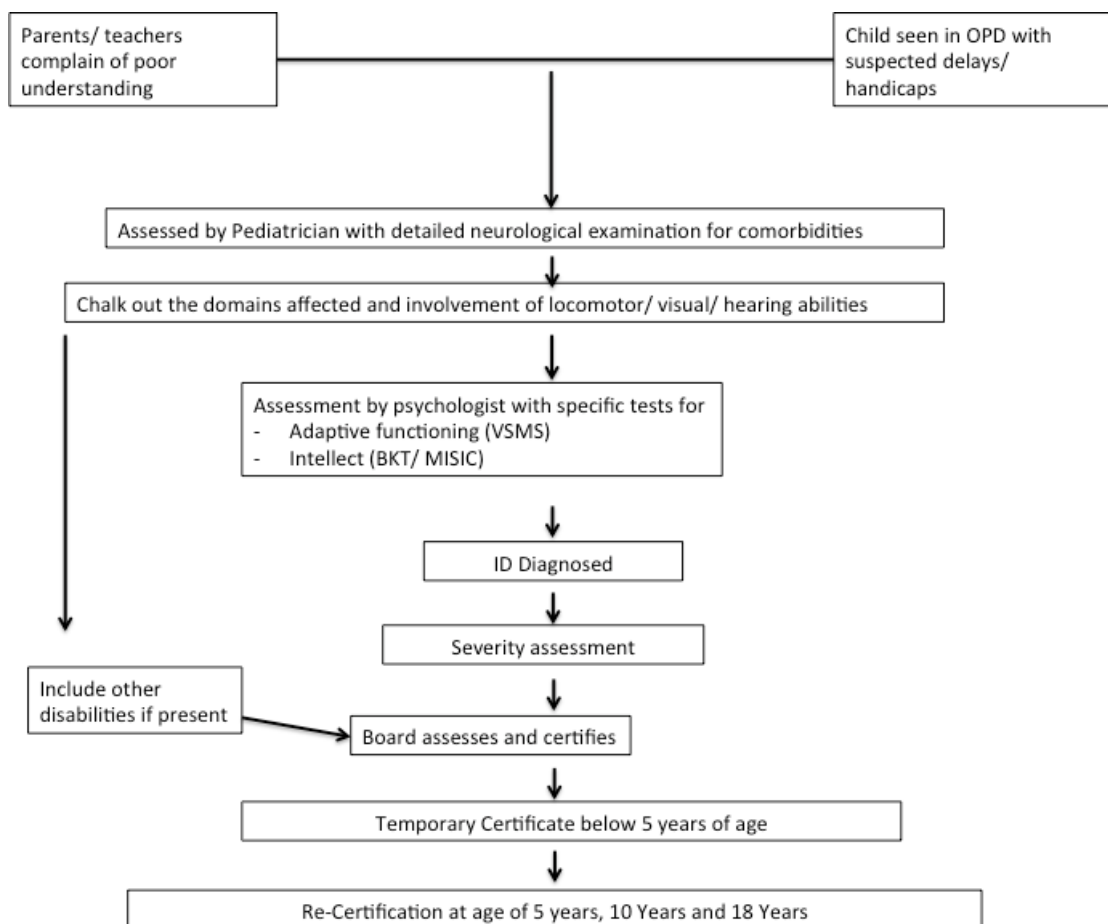 Parents/ teachers
complain of poor
understanding
Child seen in OPD with
suspected delays/
handicaps
Assessed by Pediatrician with detailed neurological examination for comorbidities
Chalk out the domains affected and involvement of locomotor/ visual/ hearing abilities
Assessment by psychologist with specific tests for
- Adaptive functioning (VSMS)
- Intellect (BKT/ MISIC)
ID Diagnosed
Severity assessment
Include other
disabilities if present
Board assesses and certifies
Temporary Certificate below 5 years of age
Re-Certification at age of 5 years, 10 Years and 18 Years